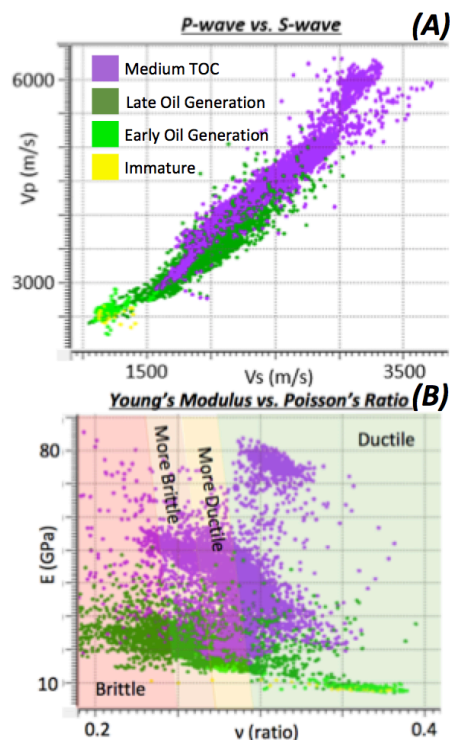 P-wave vs. S-wave (A)
6000
Medium TOC
Late Oil Generation
Early Oil Generation
Immature
Vp (m/s)
3000
1500 Vs (m/s) 3500
Young's Modulus vs. Poisson's Ratio (B)
80
More Brittle
More Ductile
Ductile
E (GPa)
10
Brittle
0.2 ν (ratio) 0.4